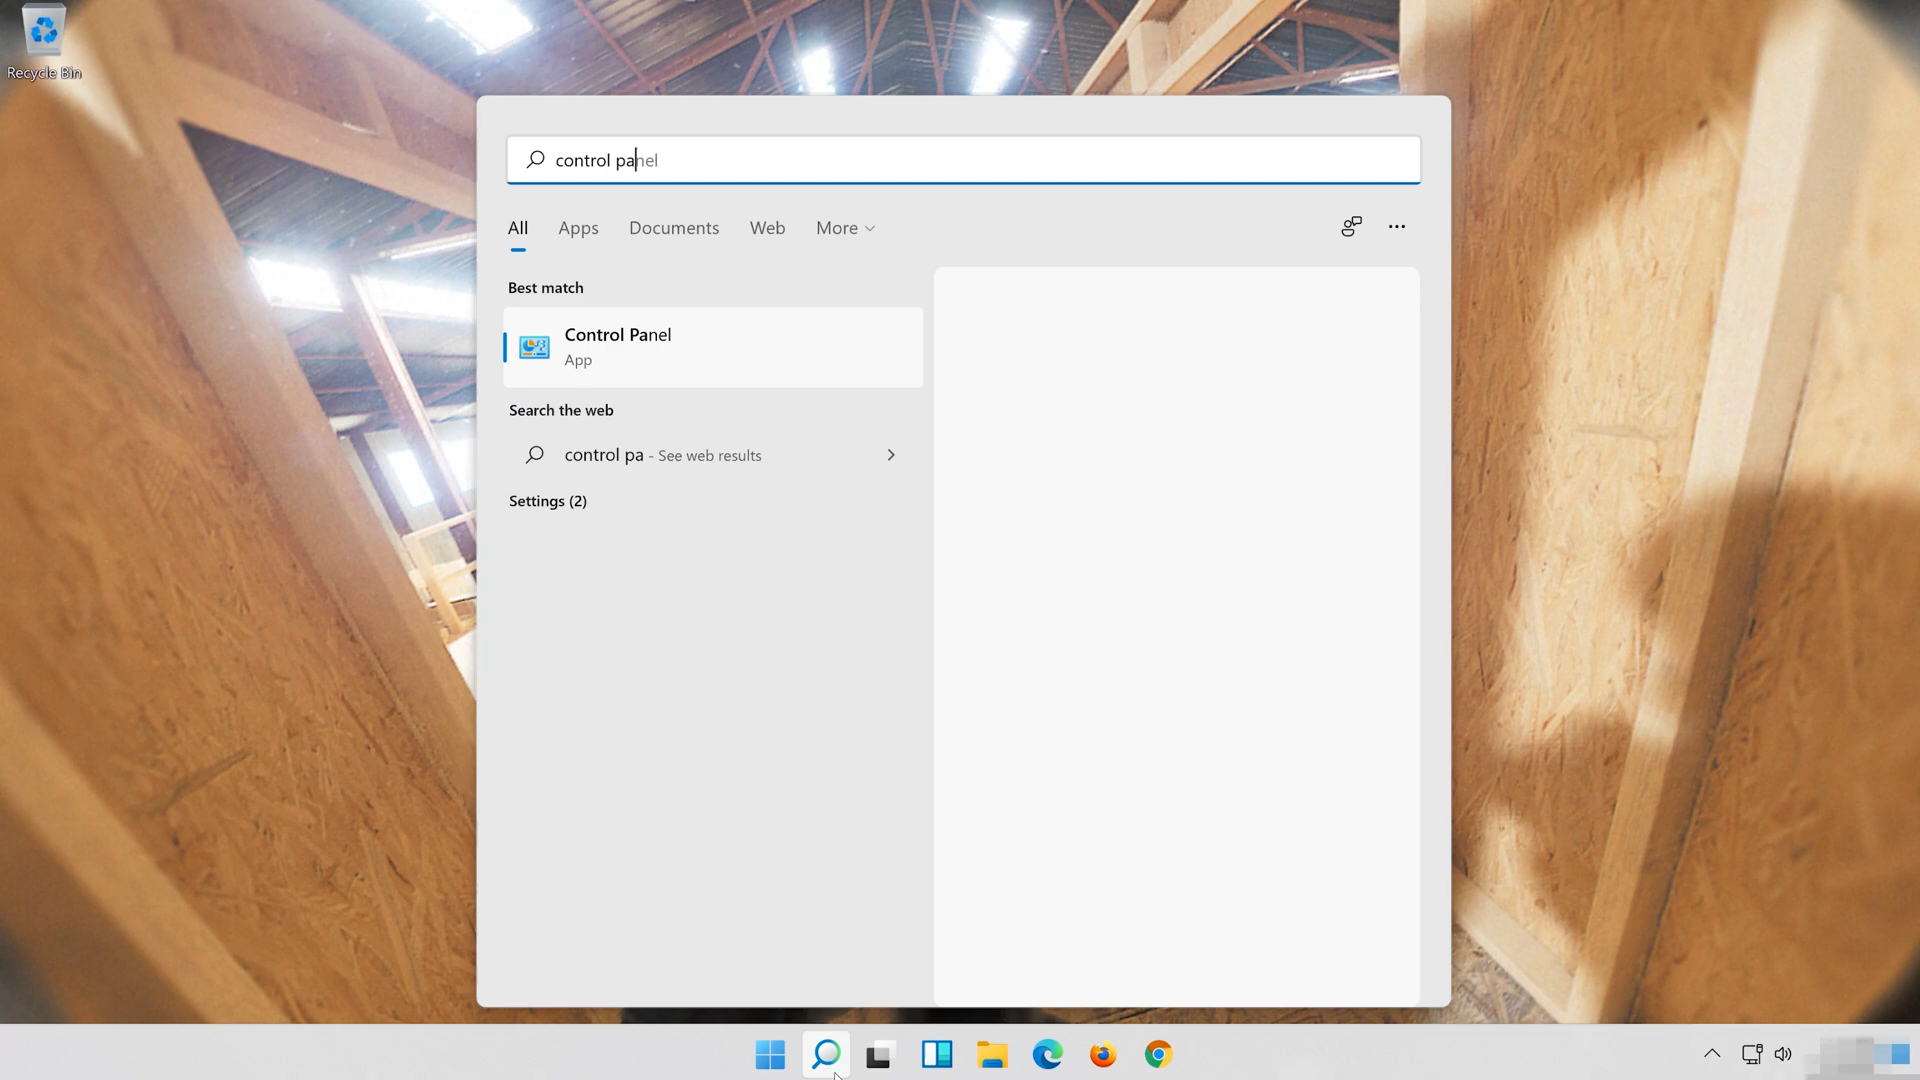 Recycle Bin
control panel
All Apps Documents Web More
Best match
Control Panel
App
Search the web
control pa - See web results
Settings (2)